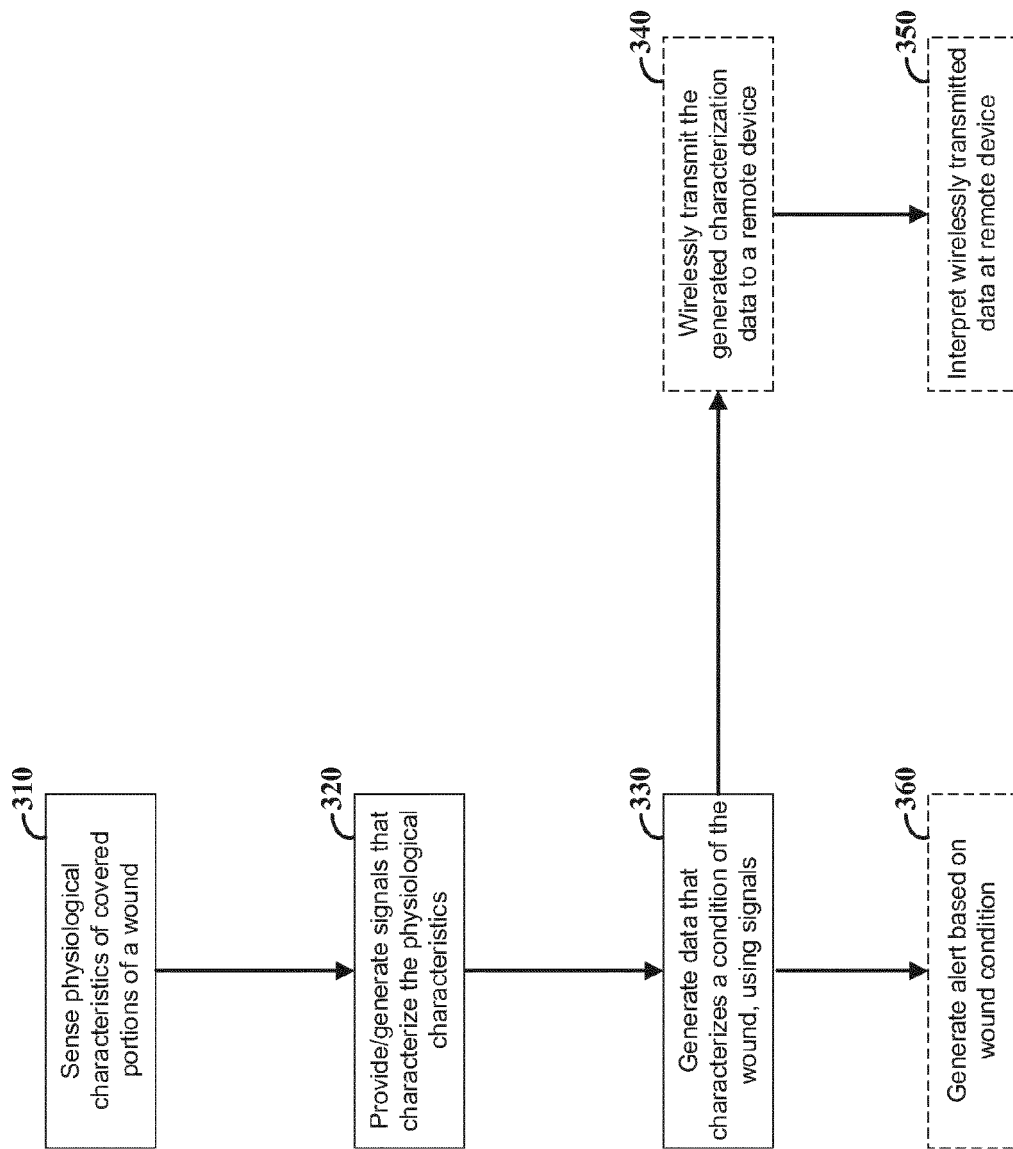 310
Sense physiological
characteristics of covered
portions of a wound
320
Provide/generate signals that
characterize the physiological
characteristics
330
Generate data that
characterizes a condition of the
wound, using signals
340
Wirelessly transmit the
generated characterization
data to a remote device
350
Interpret wirelessly transmitted
data at remote device
360
Generate alert based on
wound condition